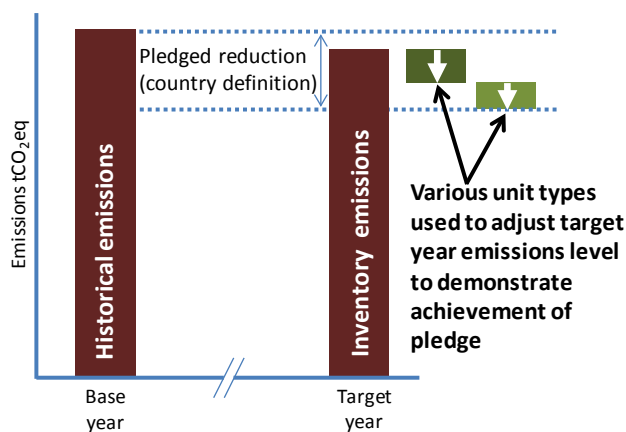 Emissions tCO₂eq
Pledged reduction
(country definition)
Historical emissions
Inventory emissions
Various unit types
used to adjust target
year emissions level
to demonstrate
achievement of
pledge
Base
year
Target
year